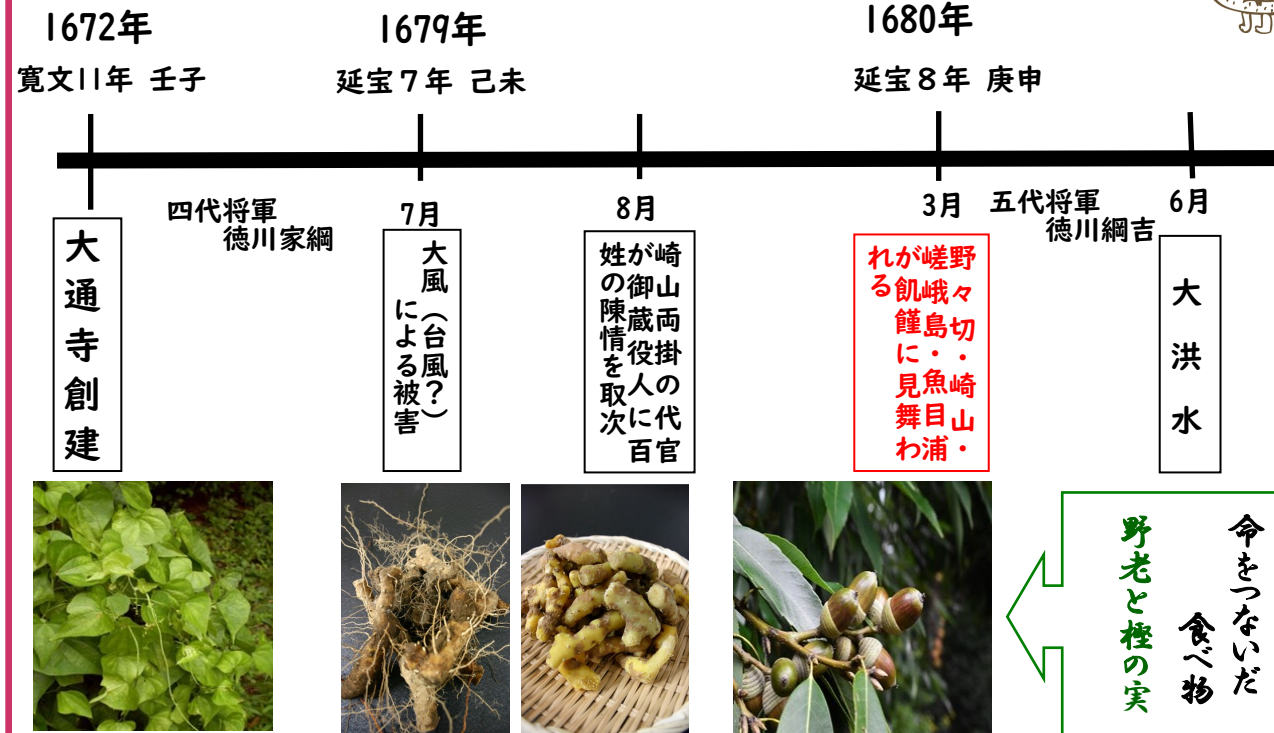 1672年
寛文11年 壬子
1679年
延宝７年 己未
1680年
延宝８年 庚申
四代将軍
徳川家綱
7月
8月
3月
五代将軍
徳川綱吉
6月
大通寺創建
大風（台風？）
による被害
崎山両掛の代官
が御蔵役人に百
姓の陳情を取次
野々切・崎山・
嵯峨島・魚目浦
が飢饉に見舞わ
れる
大洪水
命をつないだ
食べ物
野老と樫の実